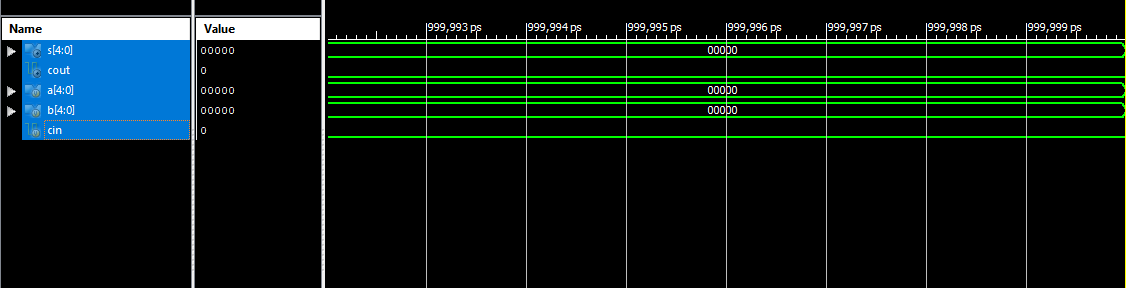 Name Value 999,993 ps 999,994 ps 999,995 ps 999,996 ps 999,997 ps 999,998 ps 999,999 ps
s[4:0] 00000 00000
cout 0
a[4:0] 00000 00000
b[4:0] 00000 00000
cin 0